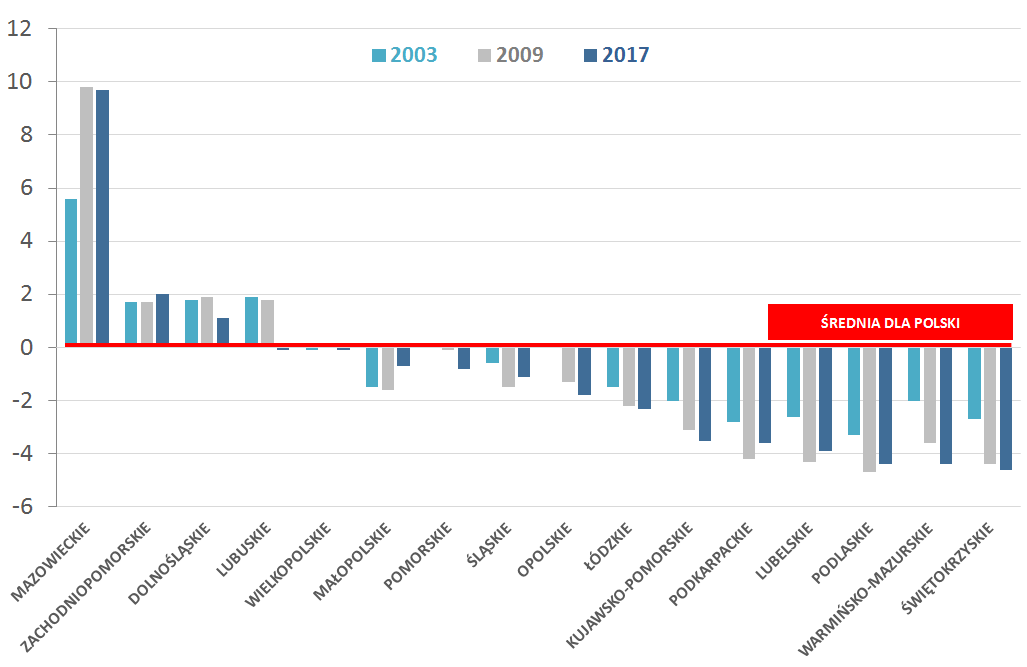 12
10
8
6
4
2
0
-2
-4
-6
2003 2009 2017
ŚREDNIA DLA POLSKI
MAZOWIECKIE
ZACHODNIOPOMORSKIE
DOLNOŚLĄSKIE
LUBUSKIE
WIELKOPOLSKIE
MAŁOPOLSKIE
POMORSKIE
ŚLĄSKIE
OPOLSKIE
ŁÓDZKIE
KUJAWSKO-POMORSKIE
PODKARPACKIE
LUBELSKIE
PODLASKIE
WARMIŃSKO-MAZURSKIE
ŚWIĘTOKRZYSKIE